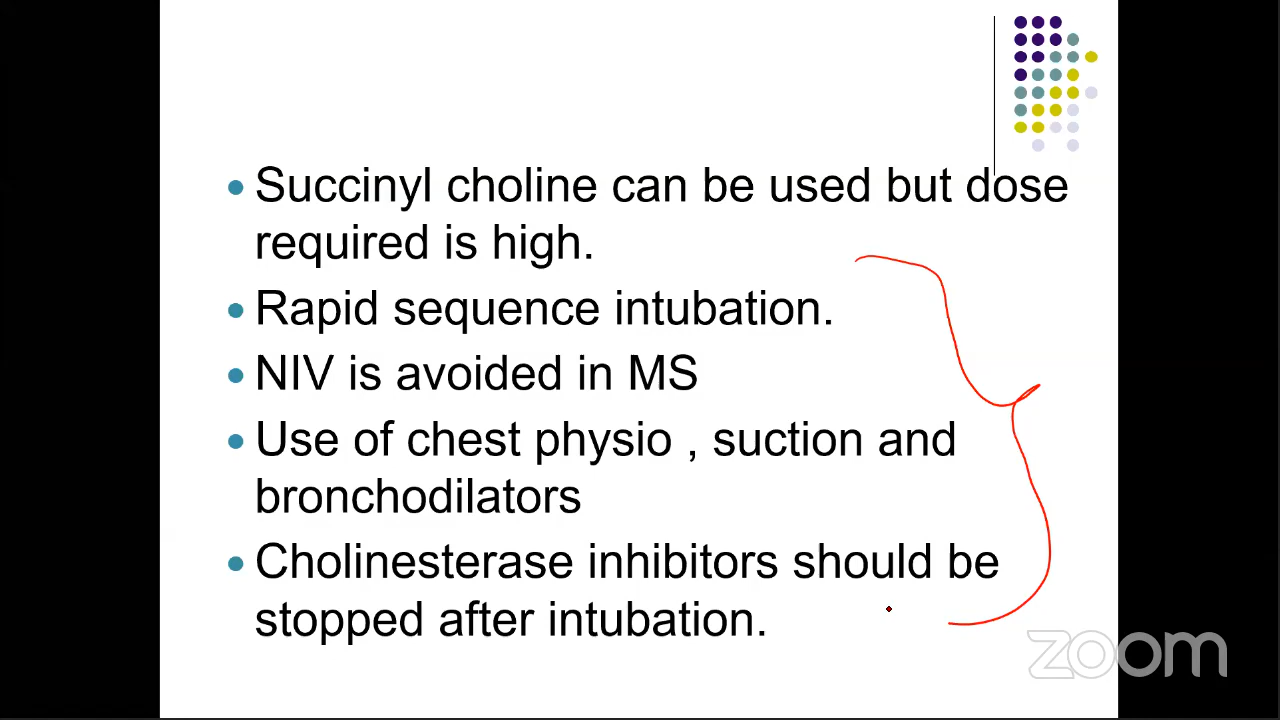 • Succinyl choline can be used but dose
required is high.
• Rapid sequence intubation.
• NIV is avoided in MS
• Use of chest physio , suction and
bronchodilators
• Cholinesterase inhibitors should be
stopped after intubation.
zoom